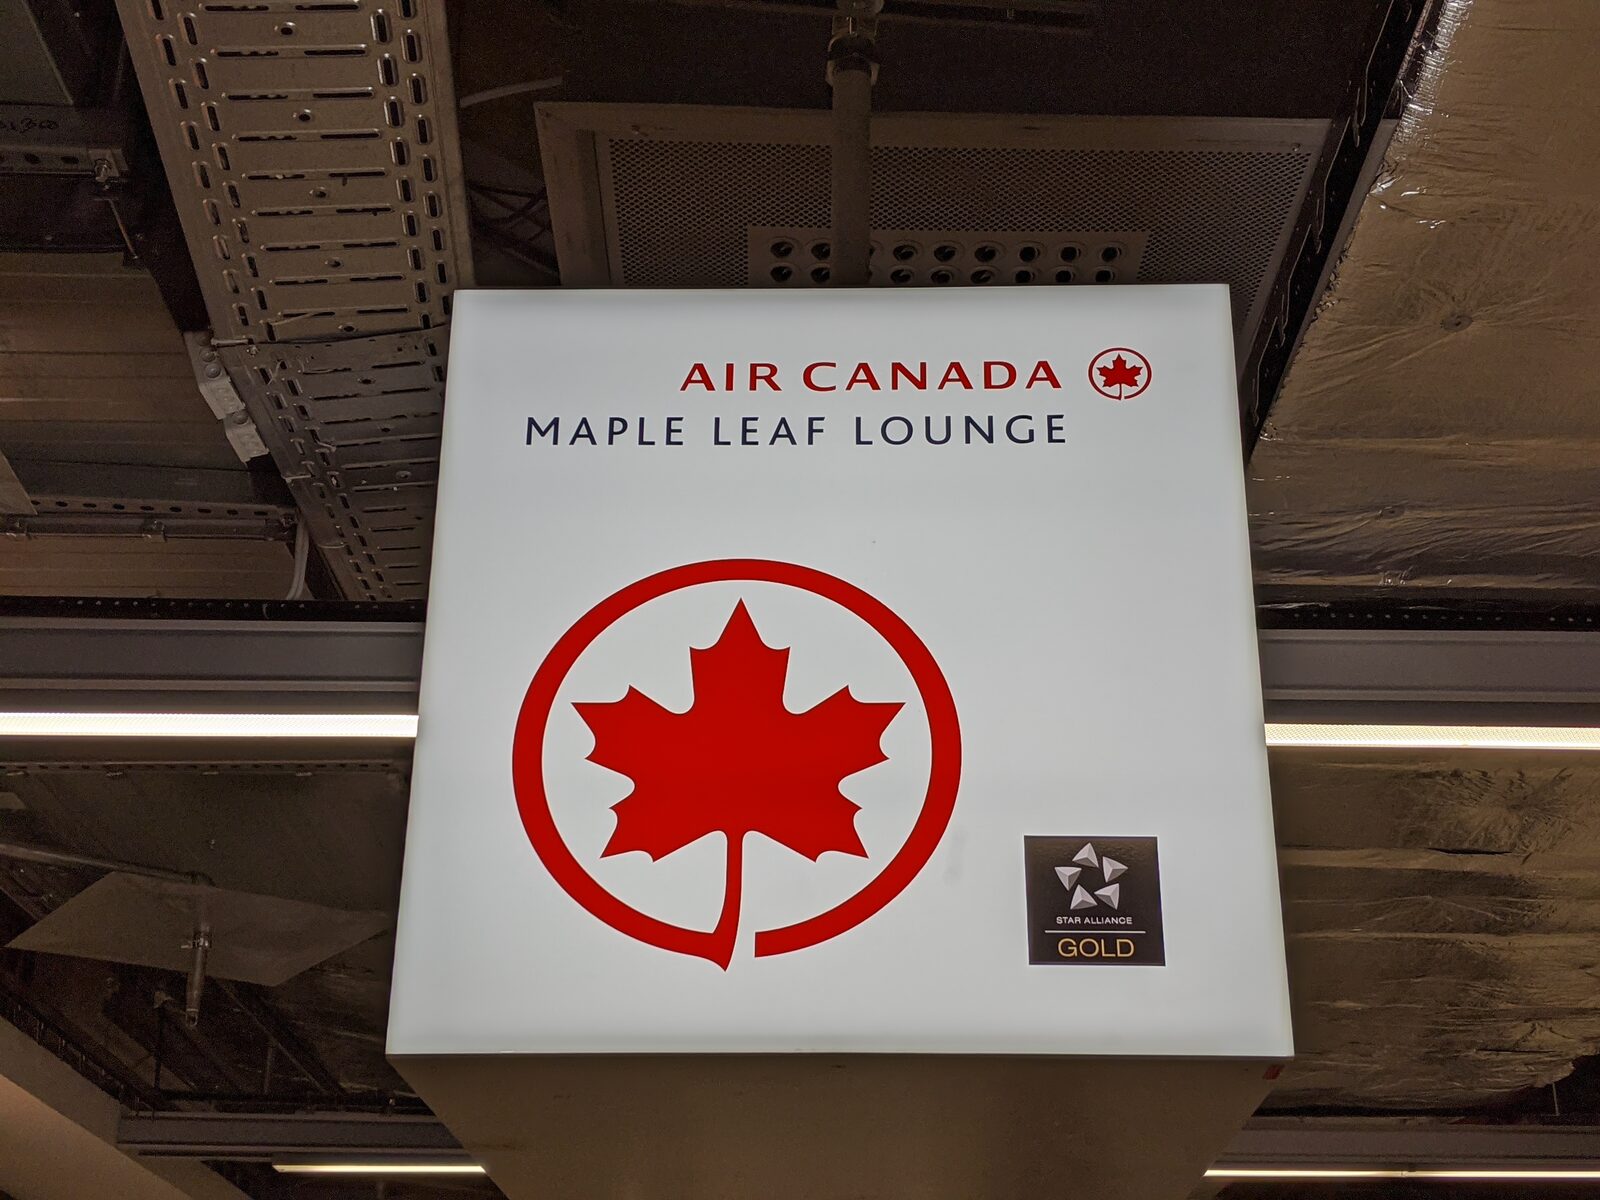 AIR CANADA
MAPLE LEAF LOUNGE
STAR ALLIANCE
GOLD